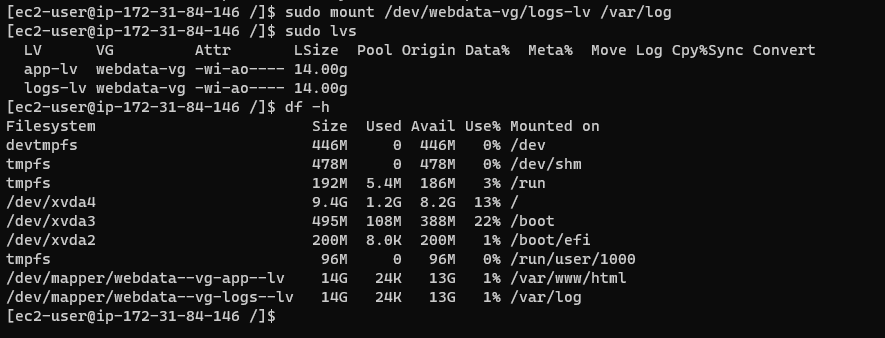 [ec2-user@ip-172-31-84-146 /]$ sudo mount /dev/webdata-vg/logs-lv /var/log
[ec2-user@ip-172-31-84-146 /]$ sudo lvs
  LV      VG         Attr       LSize  Pool Origin Data%  Meta%  Move Log Cpy%Sync Convert
  app-lv  webdata-vg -wi-ao---- 14.00g
  logs-lv webdata-vg -wi-ao---- 14.00g
[ec2-user@ip-172-31-84-146 /]$ df -h
Filesystem                       Size  Used Avail Use% Mounted on
devtmpfs                         446M     0  446M   0% /dev
tmpfs                            478M     0  478M   0% /dev/shm
tmpfs                            192M  5.4M  186M   3% /run
/dev/xvda4                       9.4G  1.2G  8.2G  13% /
/dev/xvda3                       495M  108M  388M  22% /boot
/dev/xvda2                       200M  8.0K  200M   1% /boot/efi
tmpfs                             96M     0   96M   0% /run/user/1000
/dev/mapper/webdata--vg-app--lv   14G   24K   13G   1% /var/www/html
/dev/mapper/webdata--vg-logs--lv  14G   24K   13G   1% /var/log
[ec2-user@ip-172-31-84-146 /]$